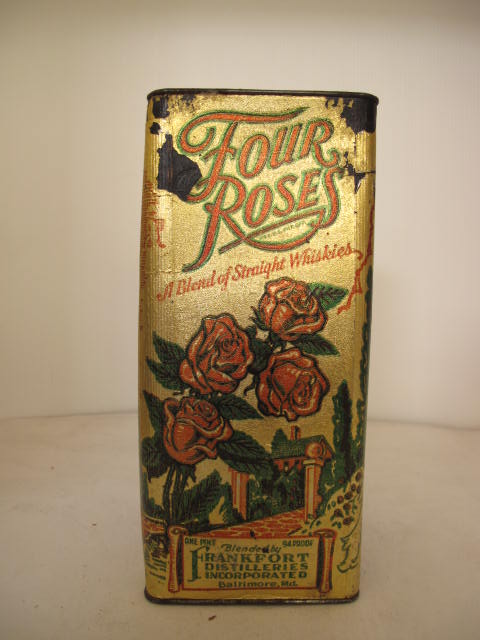 FOUR
ROSES
A Blend of Straight Whiskies
ONE PINT 94 PROOF
Blended by
FRANKFORT
DISTILLERIES
INCORPORATED
Baltimore, Md.